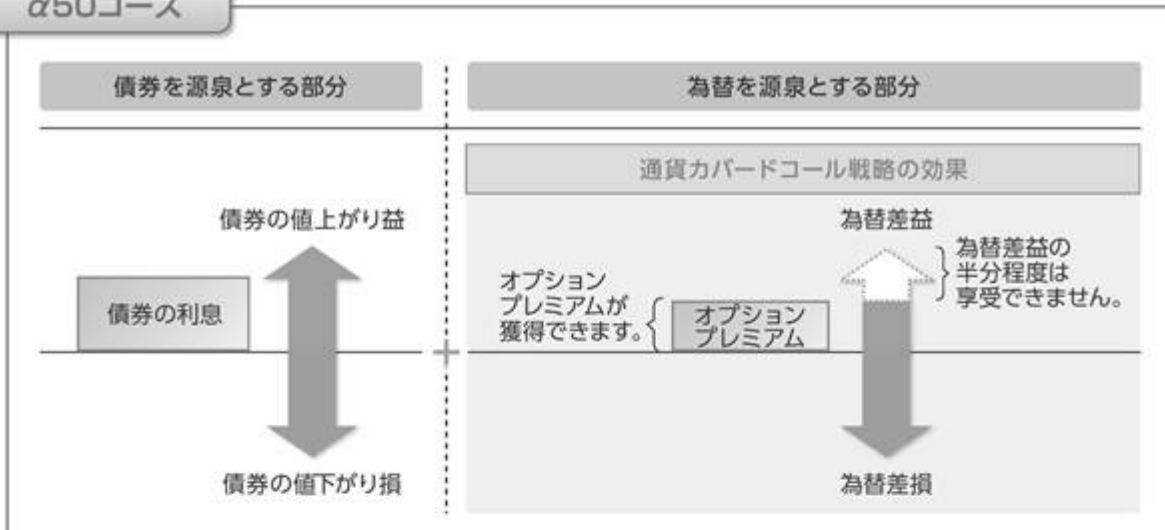 α50コース
債券を源泉とする部分
為替を源泉とする部分
通貨カバードコール戦略の効果
債券の値上がり益
債券の利息
債券の値下がり損
オプション
プレミアムが
獲得できます。
オプション
プレミアム
為替差益
為替差益の
半分程度は
享受できません。
為替差損